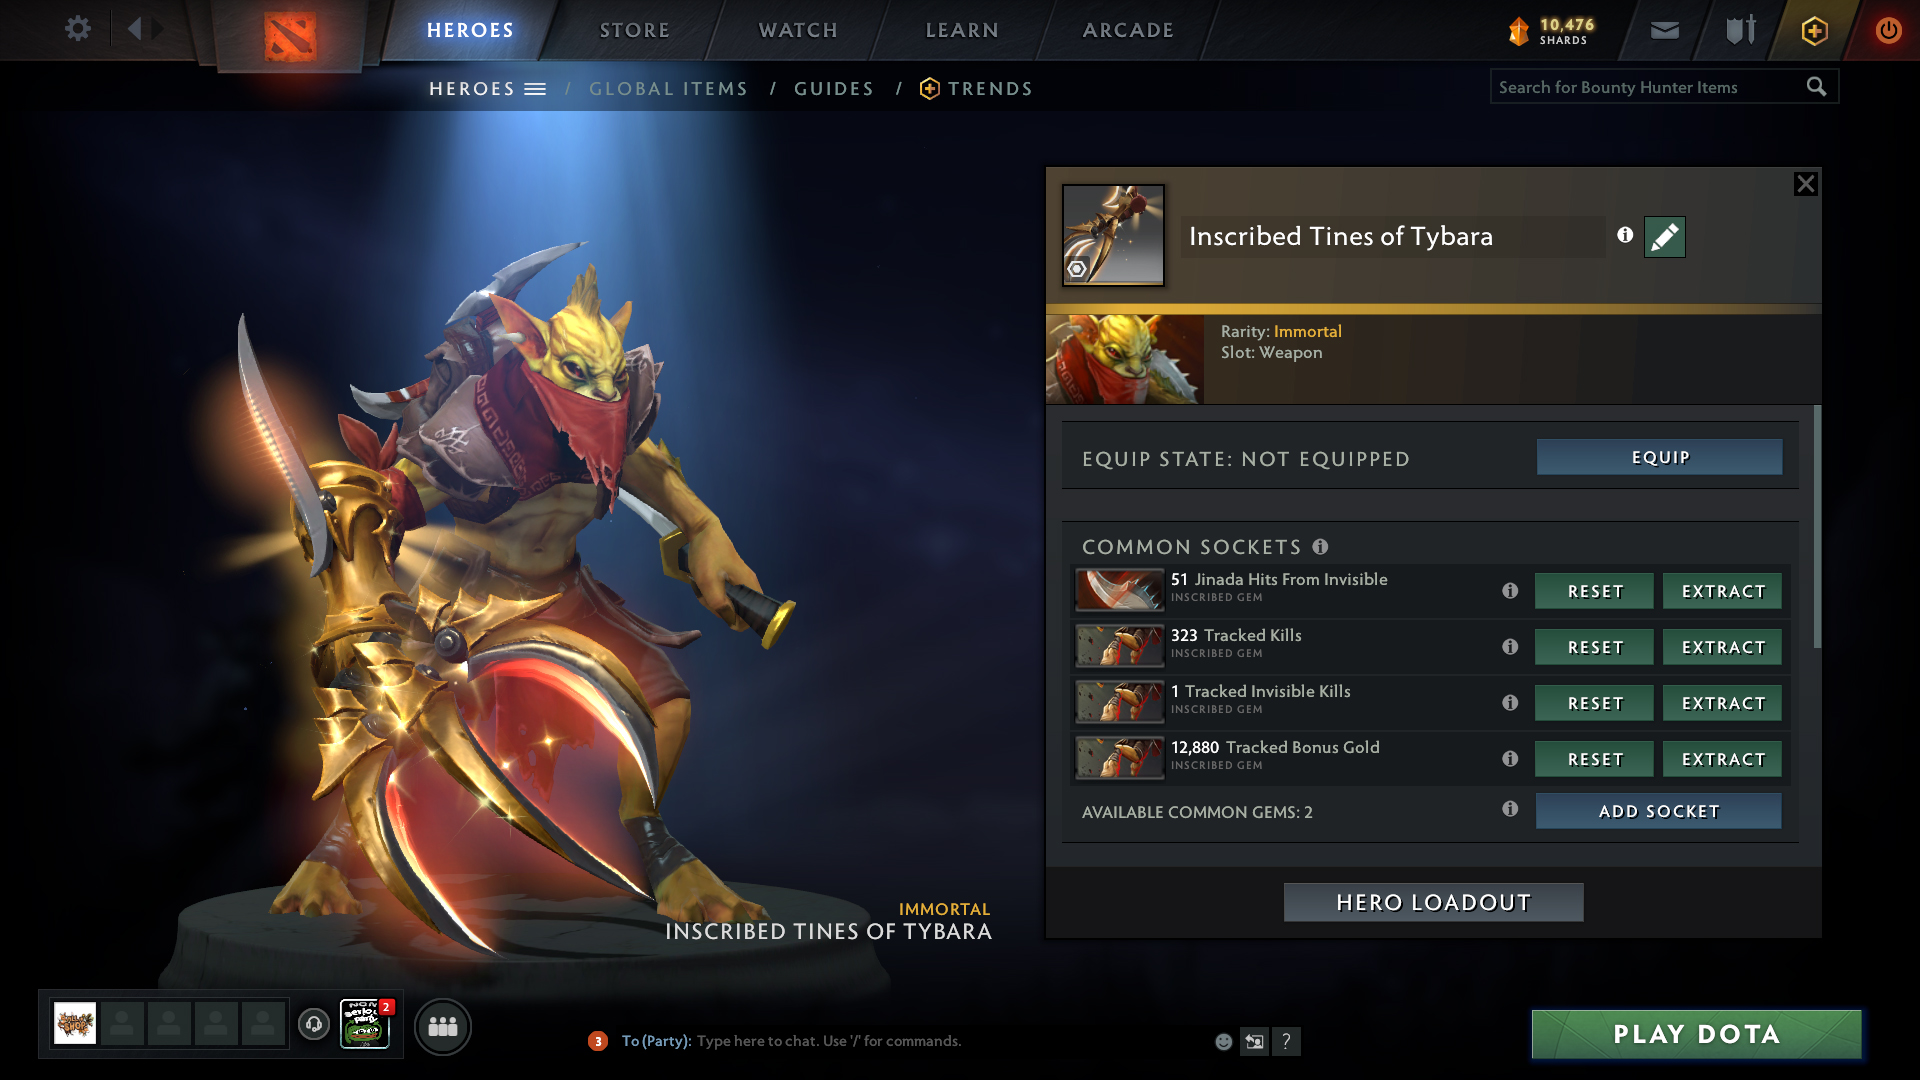 HEROES
STORE
WATCH
LEARN
ARCADE
10,476
SHARDS
HEROES / GLOBAL ITEMS / GUIDES / TRENDS
Search for Bounty Hunter Items
Inscribed Tines of Tybara
Rarity: Immortal
Slot: Weapon
EQUIP STATE: NOT EQUIPPED
EQUIP
COMMON SOCKETS
51 Jinada Hits From Invisible
INSCRIBED GEM
RESET
EXTRACT
323 Tracked Kills
INSCRIBED GEM
RESET
EXTRACT
1 Tracked Invisible Kills
INSCRIBED GEM
RESET
EXTRACT
12,880 Tracked Bonus Gold
INSCRIBED GEM
RESET
EXTRACT
AVAILABLE COMMON GEMS: 2
ADD SOCKET
HERO LOADOUT
IMMORTAL
INSCRIBED TINES OF TYBARA
2
3
To (Party): Type here to chat. Use '/' for commands.
?
PLAY DOTA